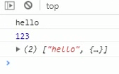 top
hello
123
(2) ["hello", {…}]